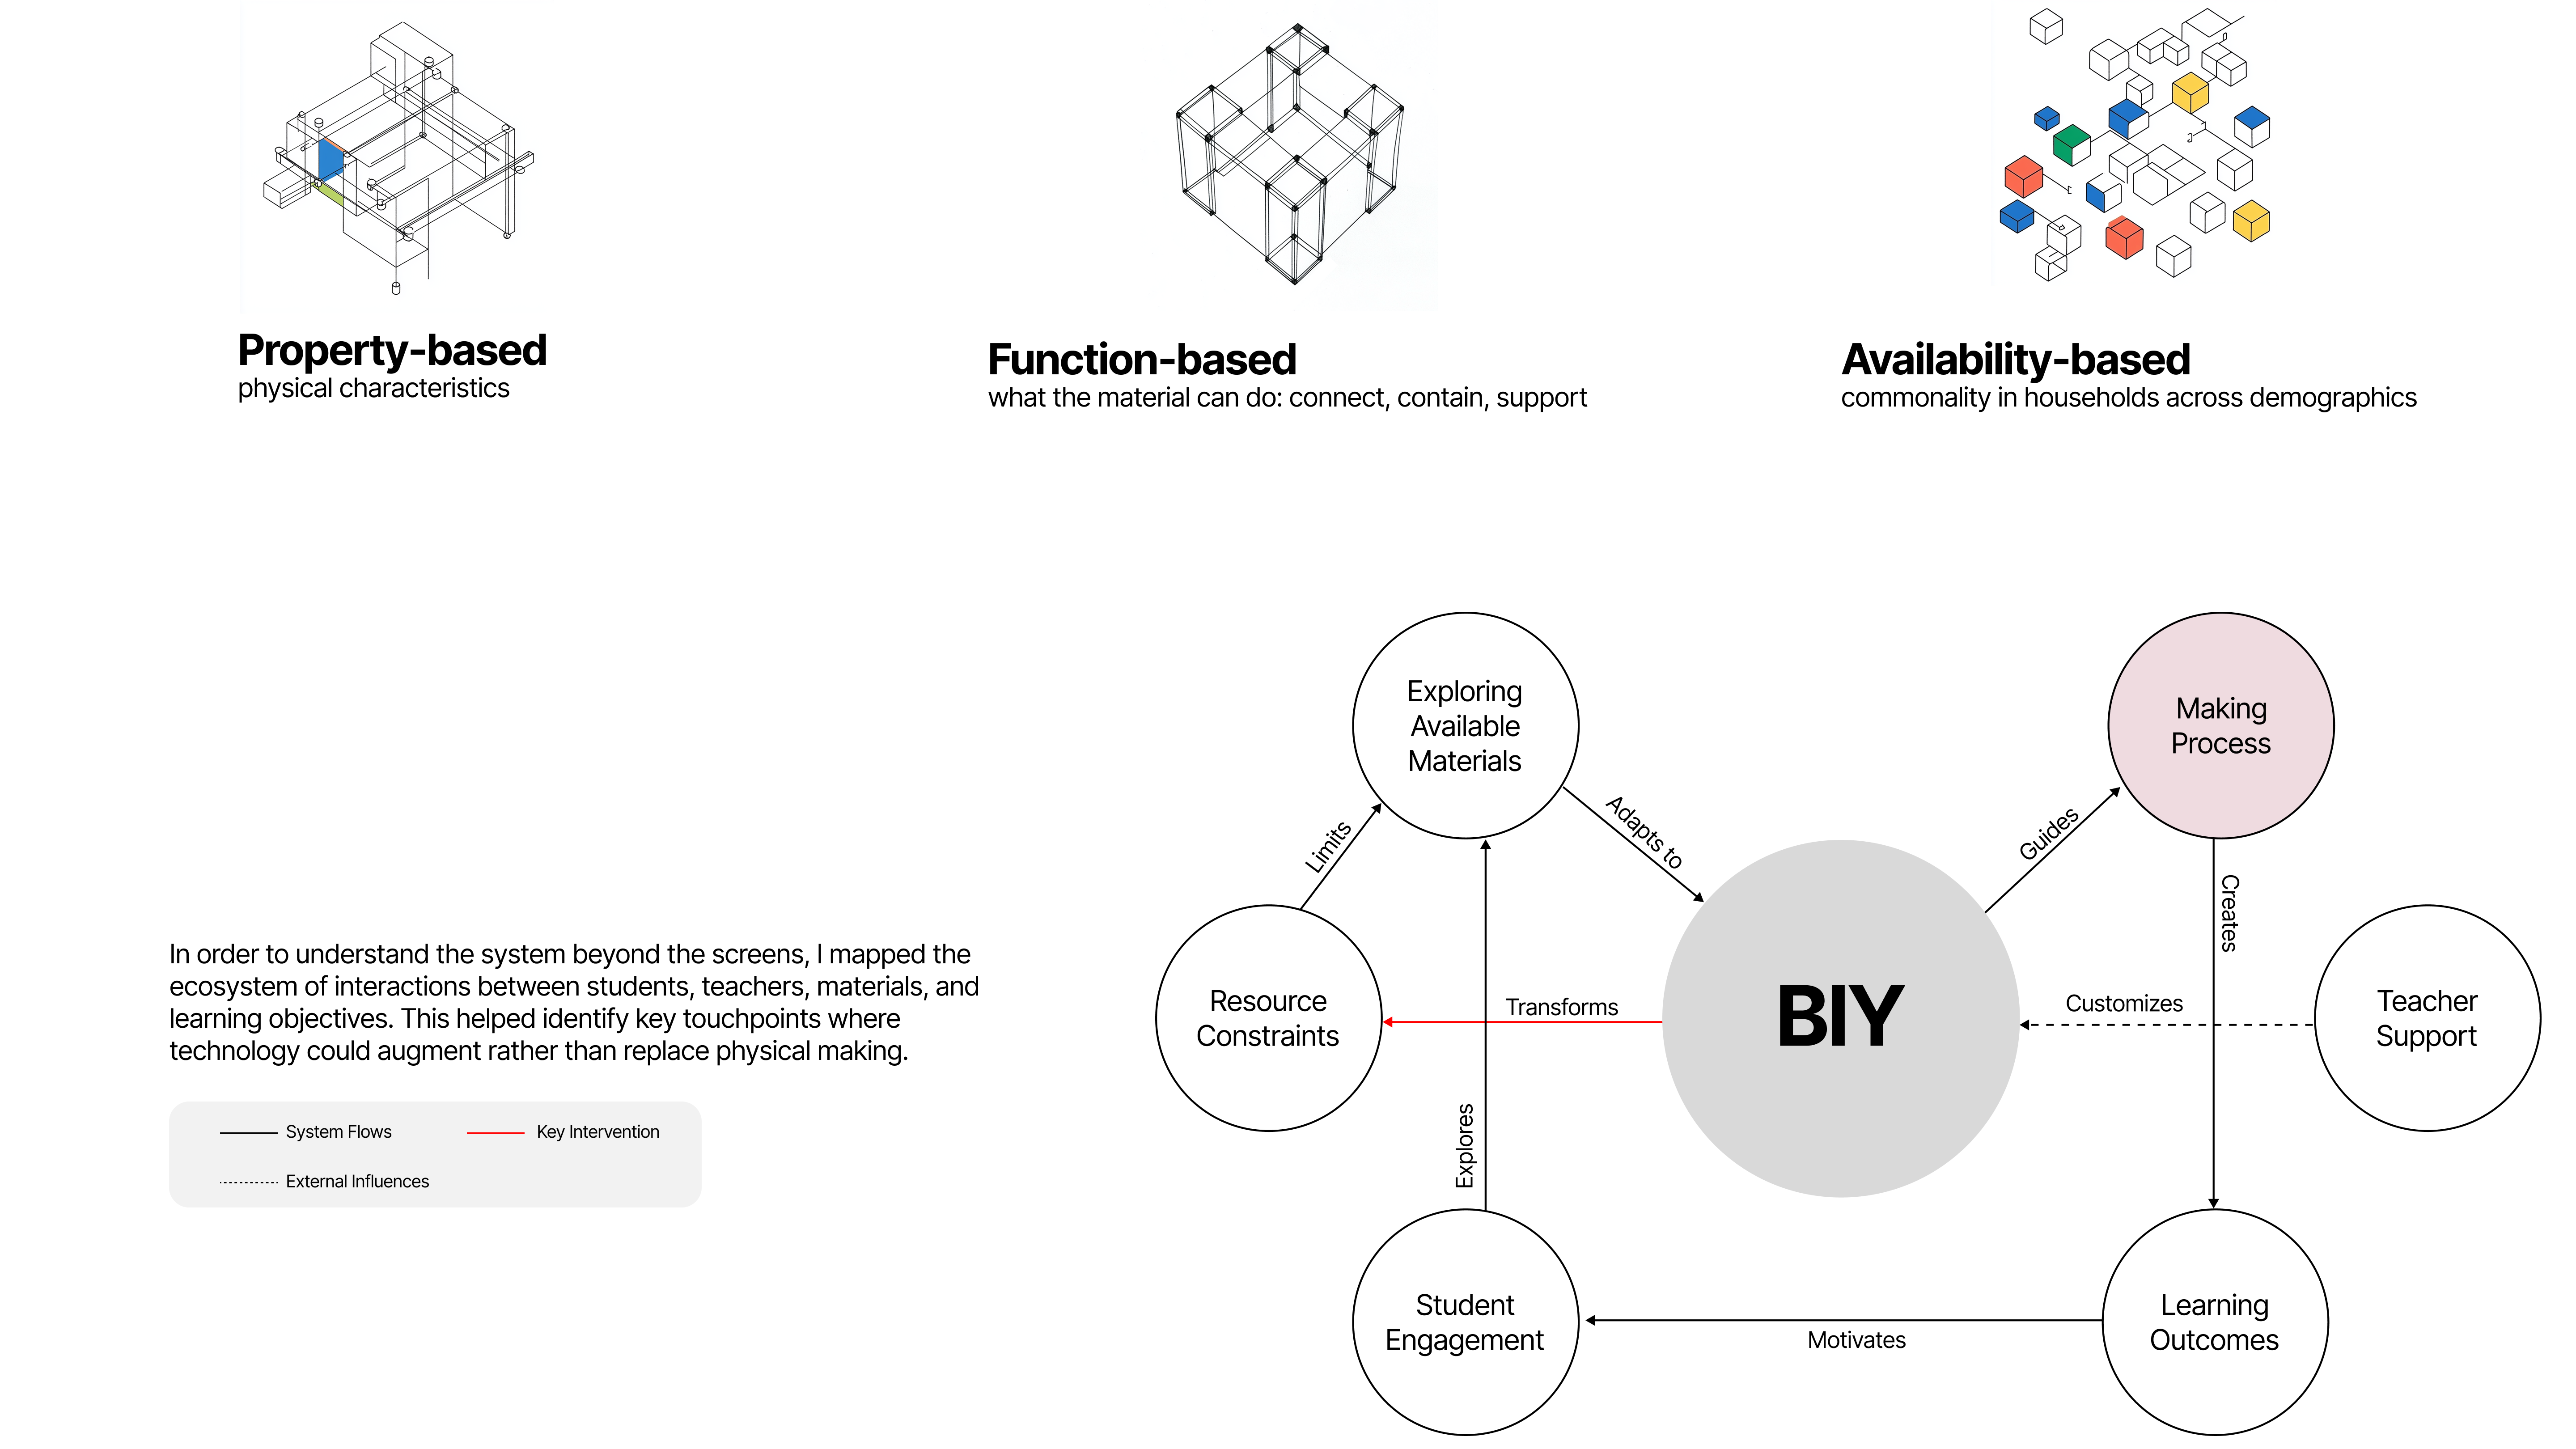 Property-based
physical characteristics
Function-based
what the material can do: connect, contain, support
Availability-based
commonality in households across demographics
In order to understand the system beyond the screens, I mapped the
ecosystem of interactions between students, teachers, materials, and
learning objectives. This helped identify key touchpoints where
technology could augment rather than replace physical making.
System Flows
Key Intervention
External Influences
Exploring
Available
Materials
Making
Process
Limits
Adapts to
Guides
Creates
Resource
Constraints
Transforms
BIY
Customizes
Teacher
Support
Explores
Student
Engagement
Motivates
Learning
Outcomes